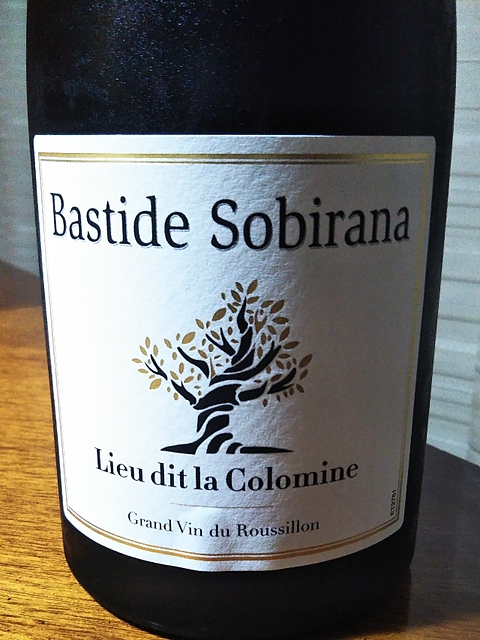 Bastide Sobirana
Lieu dit la Colomine
Grand Vin du Roussillon